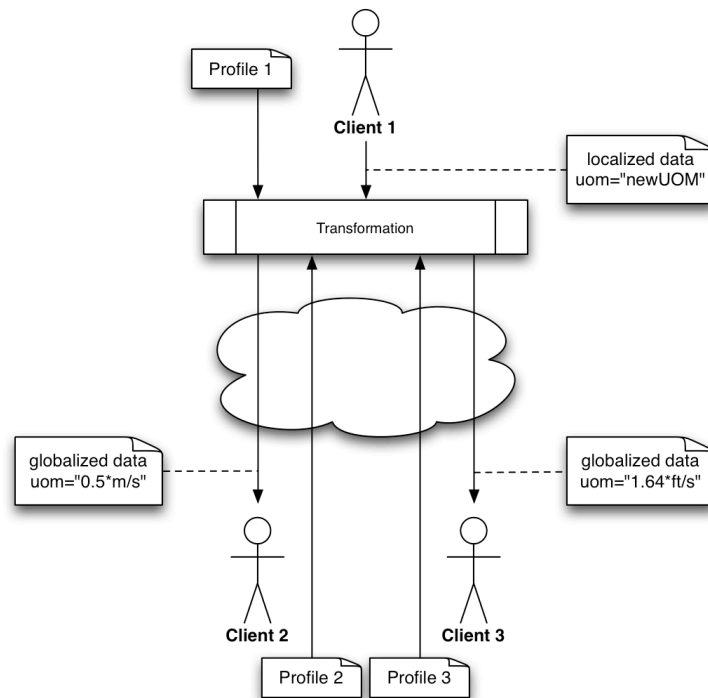 Profile 1
Client 1
localized data
uom="newUOM"
Transformation
globalized data
uom="0.5*m/s"
globalized data
uom="1.64*ft/s"
Client 2
Client 3
Profile 2
Profile 3